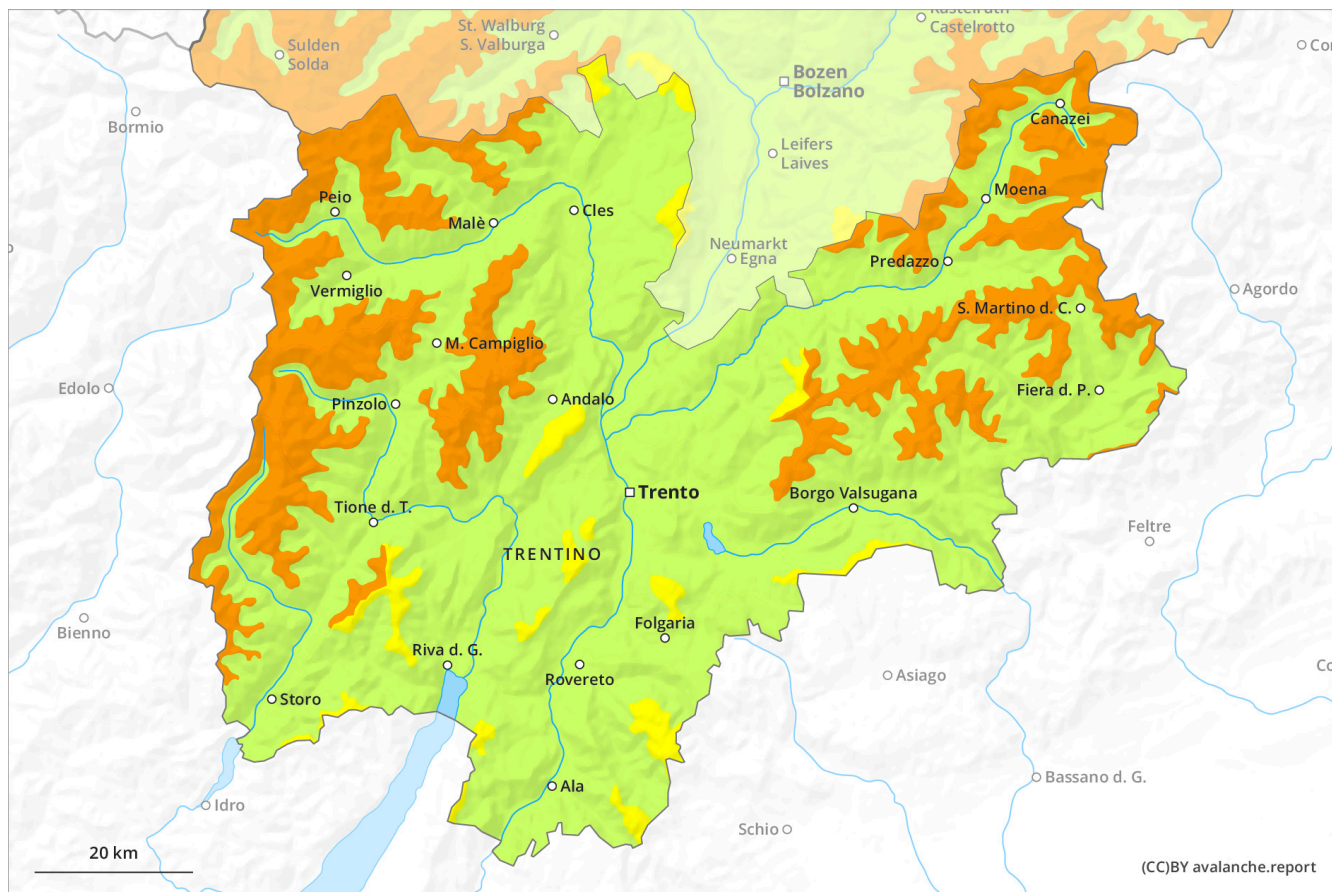 Kastelruth
Castelrotto
St. Walburg
S. Valburga
Sulden
Solda
Bozen
Bolzano
Bormio
Canazei
Leifers
Laives
Moena
Peio
Malè
Cles
Neumarkt
Egna
Predazzo
Vermiglio
Agordo
S. Martino d. C.
M. Campiglio
Edolo
Pinzolo
Andalo
Fiera d. P.
Trento
Borgo Valsugana
Tione d. T.
Feltre
TRENTINO
Bienno
Folgaria
Riva d. G.
Rovereto
Asiago
Storo
Bassano d. G.
Ala
Idro
Schio
20 km
(CC)BY avalanche.report